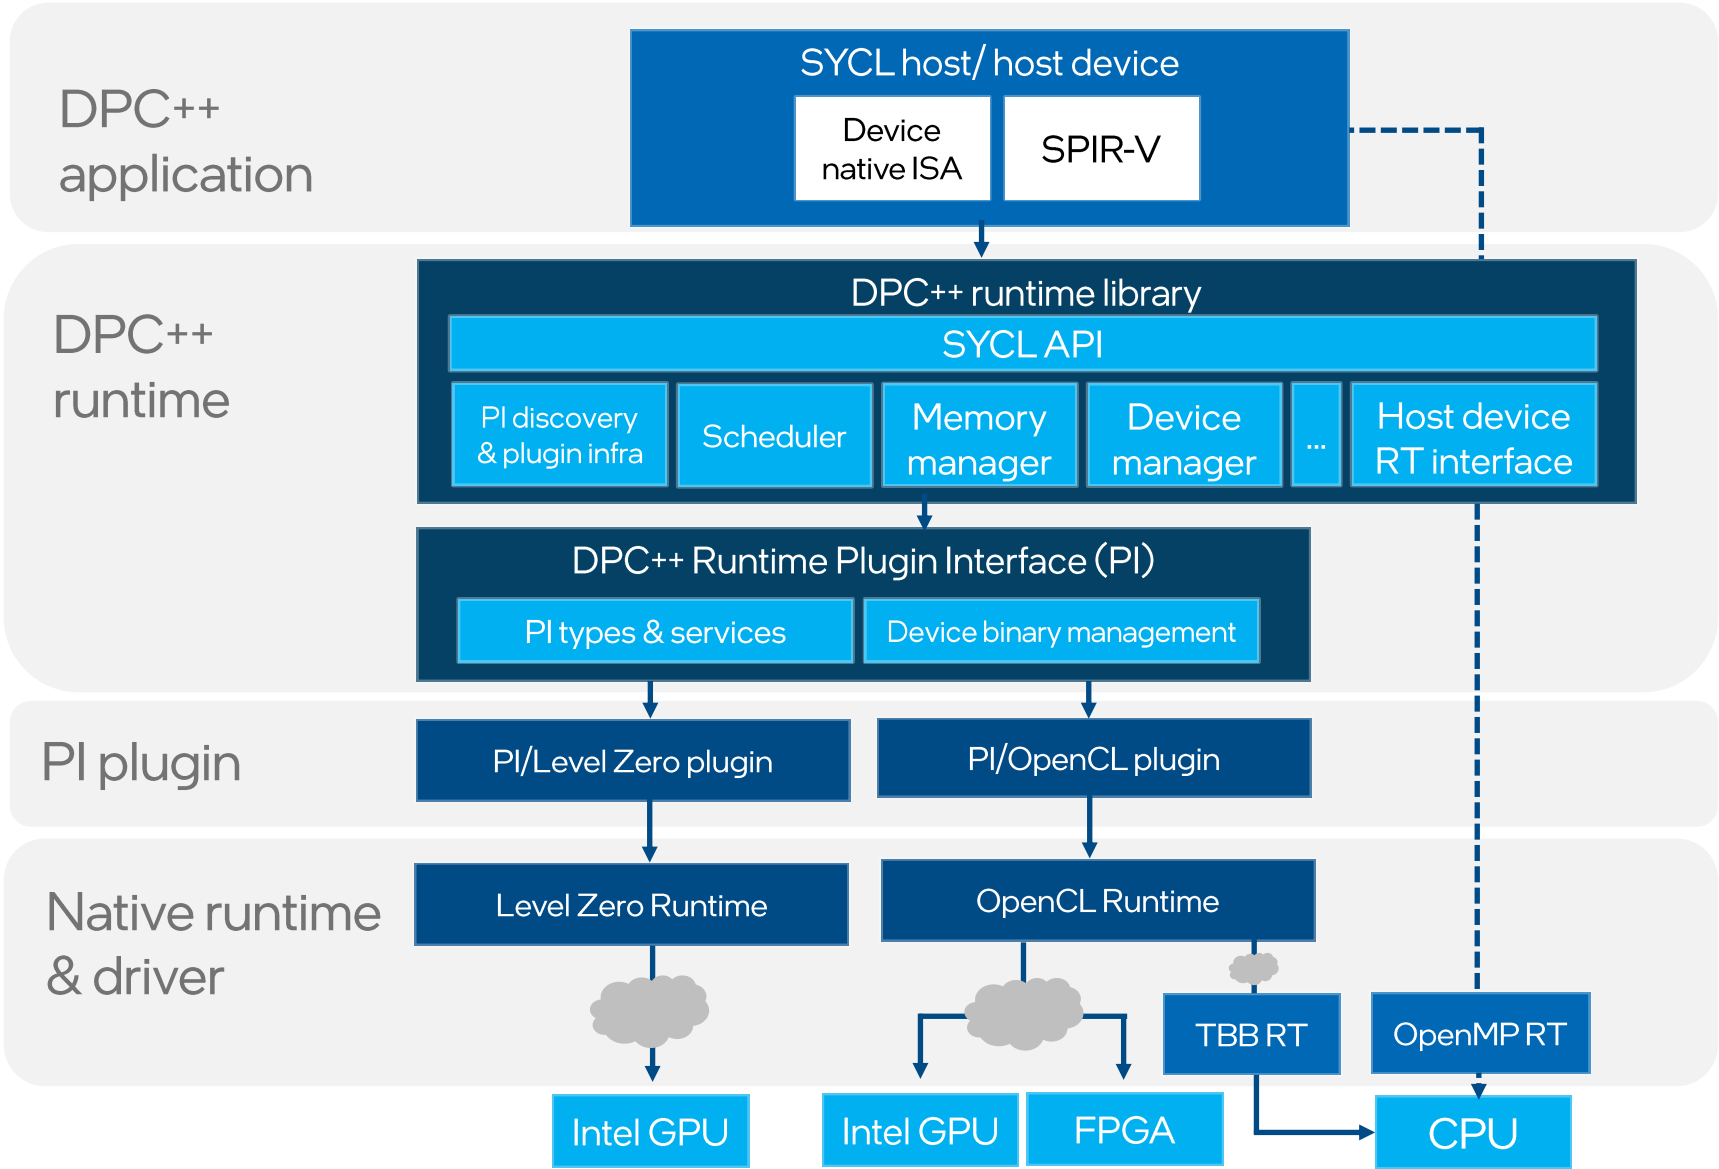 DPC++
application
SYCL host/ host device
Device
native ISA
SPIR-V
DPC++
runtime
DPC++ runtime library
SYCL API
PI discovery
& plugin infra
Scheduler
Memory
manager
Device
manager
...
Host device
RT interface
DPC++ Runtime Plugin Interface (PI)
PI types & services
Device binary management
PI plugin
PI/Level Zero plugin
PI/OpenCL plugin
Native runtime
& driver
Level Zero Runtime
OpenCL Runtime
TBB RT
OpenMP RT
Intel GPU
Intel GPU
FPGA
CPU